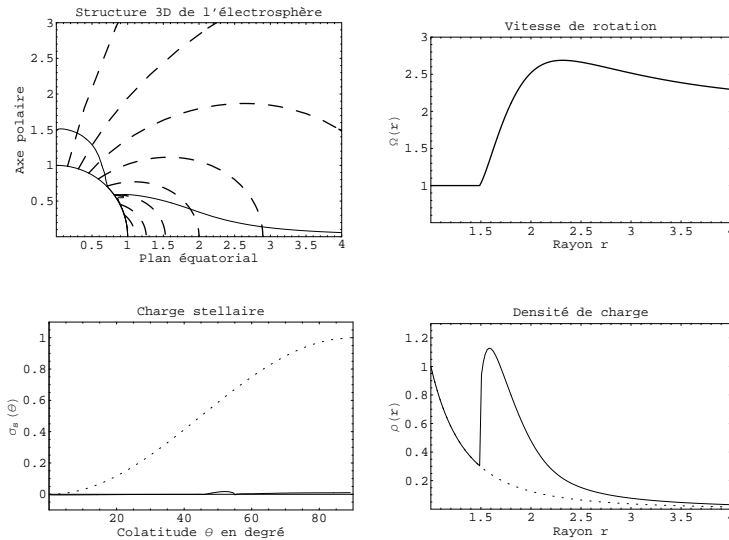 Structure 3D de l'électrosphère
3
2.5
2
1.5
1
0.5
0.5 1 1.5 2 2.5 3 3.5 4
Axe polaire
Plan équatorial
Vitesse de rotation
3
2.5
2
1.5
1
1.5 2 2.5 3 3.5 4
Ω(r)
Rayon r
Charge stellaire
1
0.8
0.6
0.4
0.2
0
20 40 60 80
σs(θ)
Colatitude θ en degré
Densité de charge
1.2
1
0.8
0.6
0.4
0.2
1.5 2 2.5 3 3.5 4
ρ(r)
Rayon r